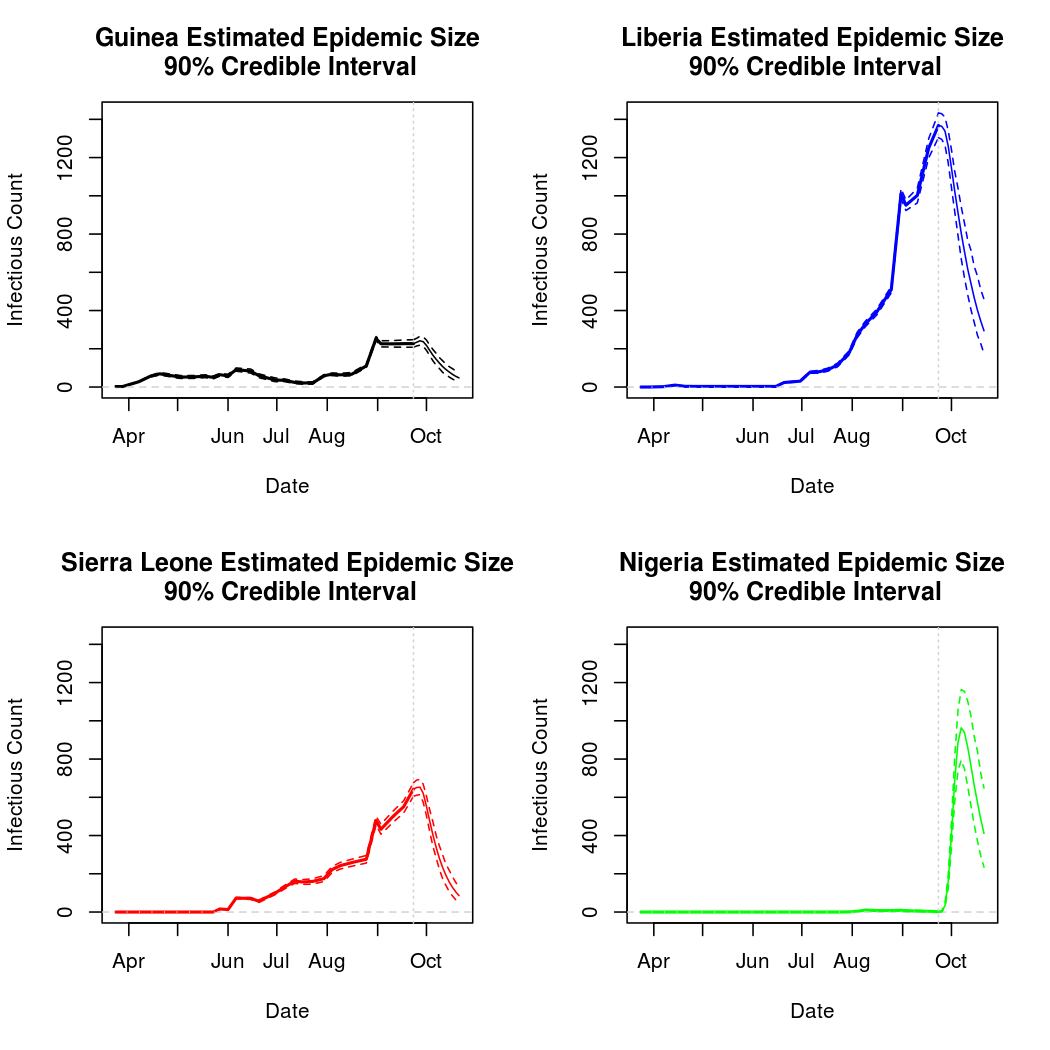 Guinea Estimated Epidemic Size
90% Credible Interval
Infectious Count
0
400
800
1200
Apr
Jun
Jul
Aug
Oct
Date
Liberia Estimated Epidemic Size
90% Credible Interval
Infectious Count
0
400
800
1200
Apr
Jun
Jul
Aug
Oct
Date
Sierra Leone Estimated Epidemic Size
90% Credible Interval
Infectious Count
0
400
800
1200
Apr
Jun
Jul
Aug
Oct
Date
Nigeria Estimated Epidemic Size
90% Credible Interval
Infectious Count
0
400
800
1200
Apr
Jun
Jul
Aug
Oct
Date